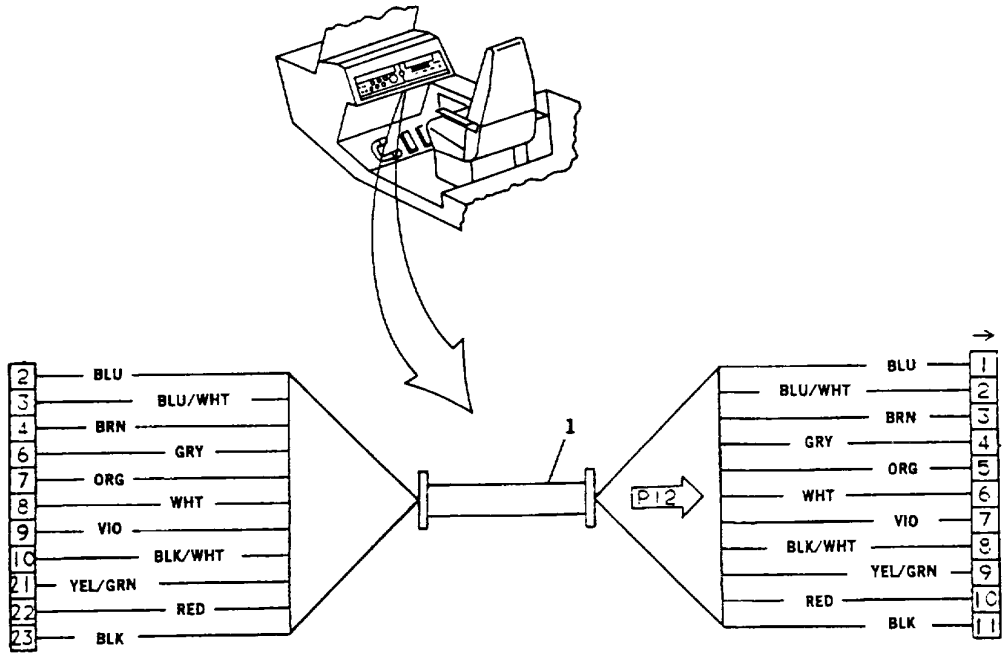 →
2 BLU
3 BLU/WHT
4 BRN
6 GRY
7 ORG
8 WHT
9 VIO
10 BLK/WHT
21 YEL/GRN
22 RED
23 BLK
1
P12
BLU 1
BLU/WHT 2
BRN 3
GRY 4
ORG 5
WHT 6
VIO 7
BLK/WHT 8
YEL/GRN 9
RED 10
BLK 11